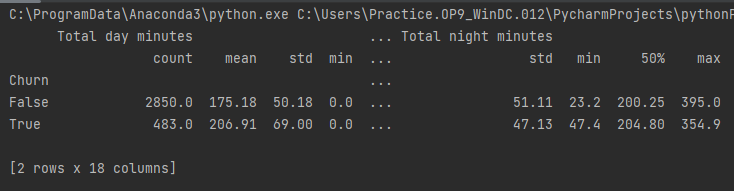 C:\ProgramData\Anaconda3\python.exe C:\Users\Practice.OP9_WinDC.012\PycharmProjects\pythonP
Total day minutes ... Total night minutes
count mean std min ... std min 50% max
Churn ...
False 2850.0 175.18 50.18 0.0 ... 51.11 23.2 200.25 395.0
True 483.0 206.91 69.00 0.0 ... 47.13 47.4 204.80 354.9
[2 rows x 18 columns]